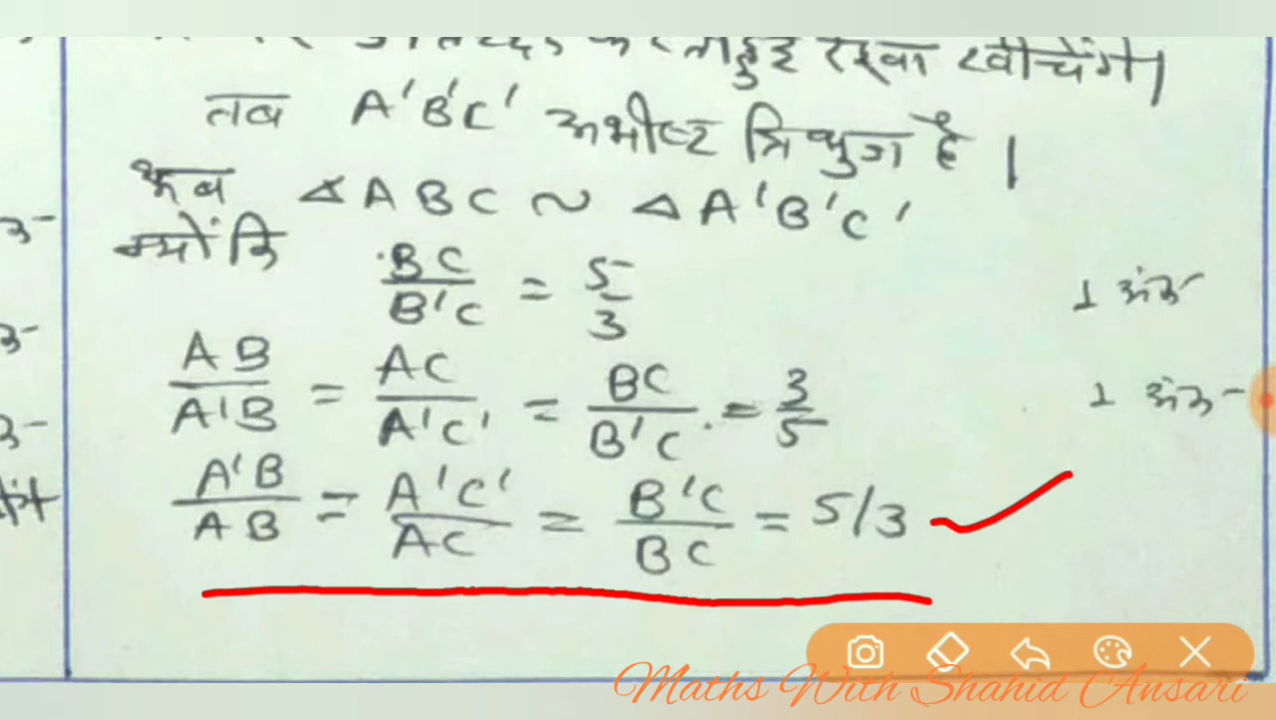 हुई रेखा खींचेंगे।
तब A'B'C' अभीष्ट त्रिभुज है।
अब ∆ABC ~ ∆A'B'C'
क्योंकि
BC/B'C = 5/3
1 अंक
AB/A'B = AC/A'C' = BC/B'C = 3/5
1 अंक
A'B/AB = A'C'/AC = B'C/BC = 5/3
Maths With Shahid Ansari